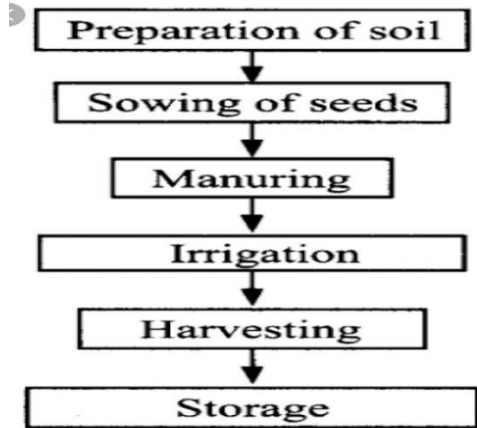 Preparation of soil
Sowing of seeds
Manuring
Irrigation
Harvesting
Storage